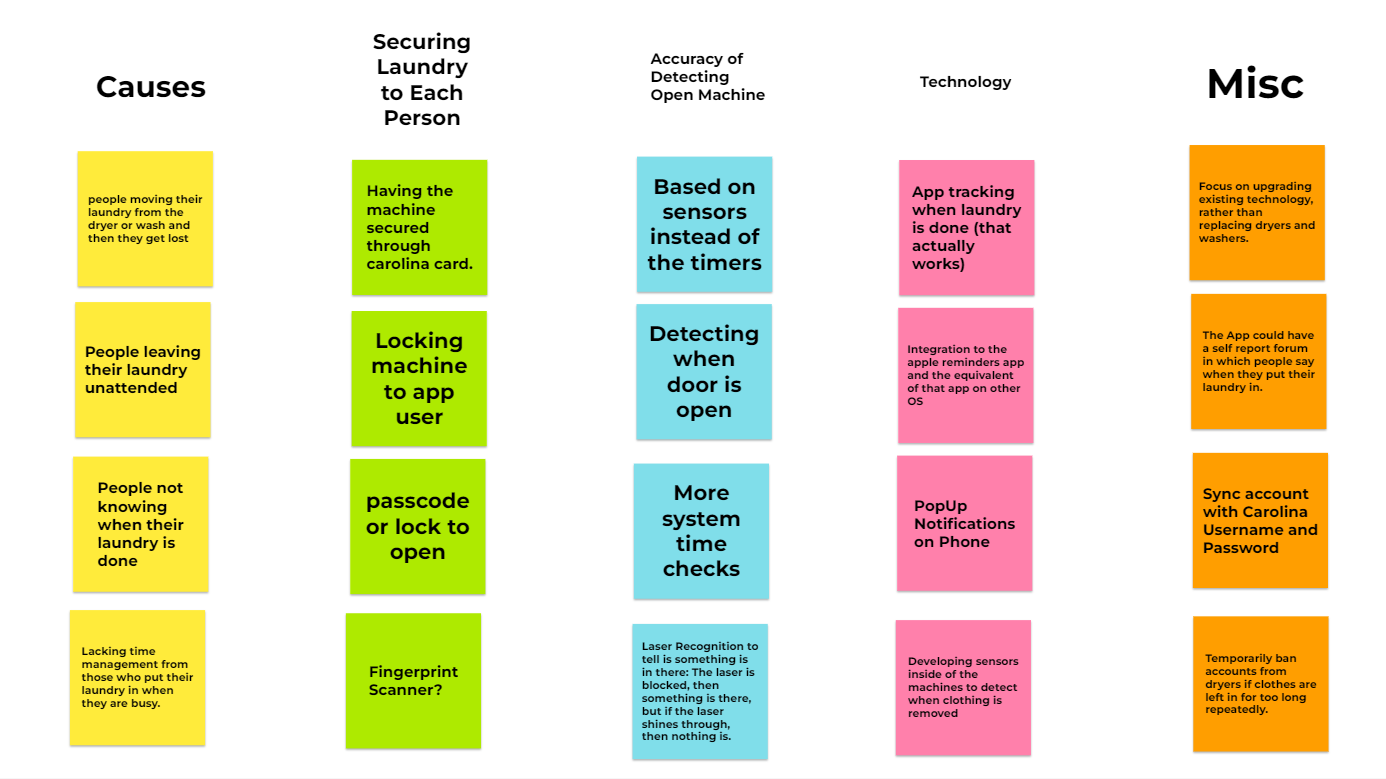 Causes
people moving their
laundry from the
dryer or wash and
then they get lost
People leaving
their laundry
unattended
People not
knowing
when their
laundry is
done
Lacking time
management from
those who put their
laundry in when
they are busy.
Securing
Laundry
to Each
Person
Having the
machine
secured
through
carolina card.
Locking
machine
to app
user
passcode
or lock to
open
Fingerprint
Scanner?
Accuracy of
Detecting
Open Machine
Based on
sensors
instead of
the timers
Detecting
when
door is
open
More
system
time
checks
Laser Recognition to
tell is something is
in there: The laser is
blocked, then
something is there,
but if the laser
shines through,
then nothing is.
Technology
App tracking
when laundry
is done (that
actually
works)
Integration to the
apple reminders app
and the equivalent
of that app on other
OS
PopUp
Notifications
on Phone
Developing sensors
inside of the
machines to detect
when clothing is
removed
Misc
Focus on upgrading
existing technology,
rather than
replacing dryers and
washers.
The App could have
a self report forum
in which people say
when they put their
laundry in.
Sync account
with Carolina
Username and
Password
Temporarily ban
accounts from
dryers if clothes are
left in for too long
repeatedly.